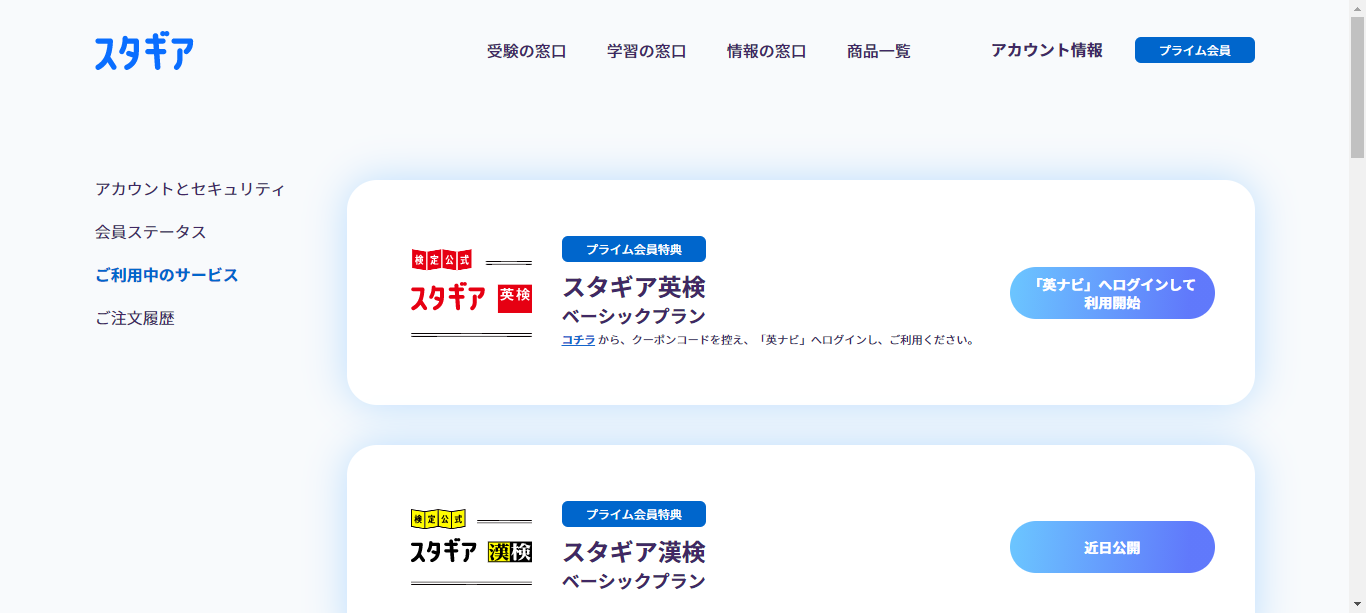 スタギア
受験の窓口
学習の窓口
情報の窓口
商品一覧
アカウント情報
プライム会員
アカウントとセキュリティ
会員ステータス
ご利用中のサービス
ご注文履歴
検定公式
スタギア 英検
プライム会員特典
スタギア英検
ベーシックプラン
コチラ から、クーポンコードを控え、「英ナビ」へログインし、ご利用ください。
「英ナビ」へログインして
利用開始
検定公式
スタギア 漢検
プライム会員特典
スタギア漢検
ベーシックプラン
近日公開